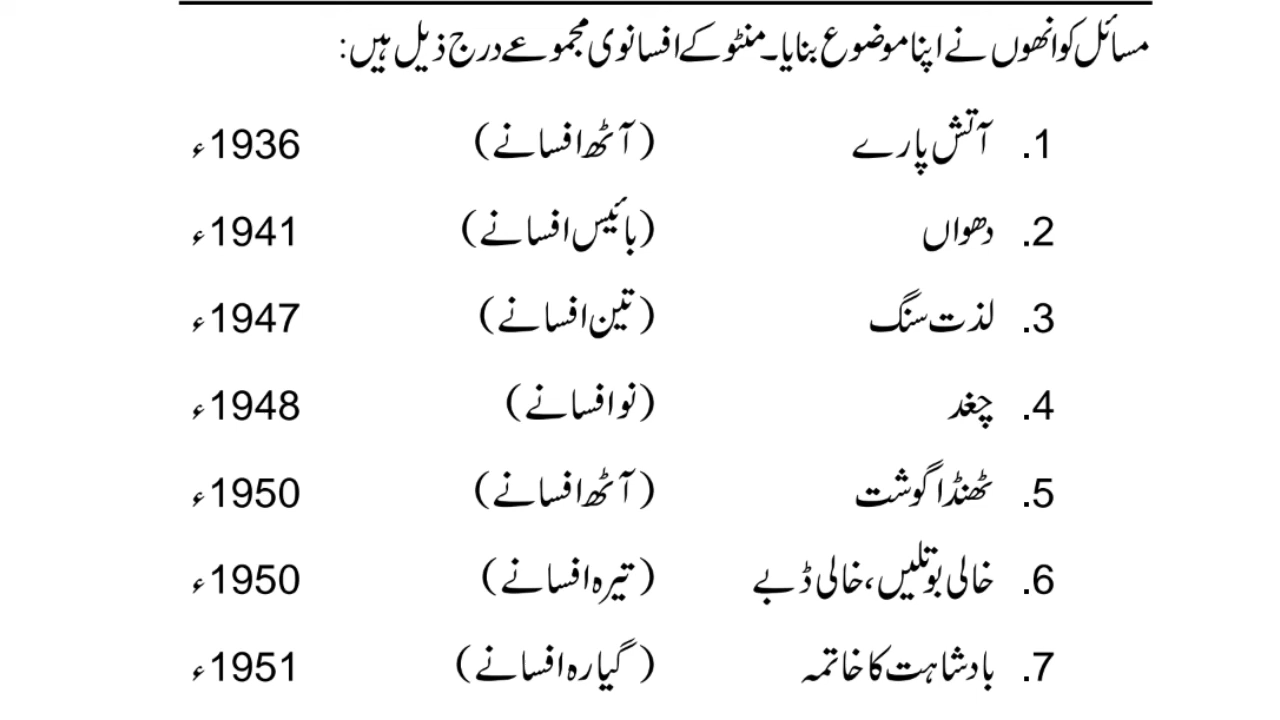 مسائل کو انھوں نے اپنا موضوع بنایا۔ منٹو کے افسانوی مجموعے درج ذیل ہیں:
1. آتش پارے (آٹھ افسانے) 1936ء
2. دھواں (بائیس افسانے) 1941ء
3. لذت سنگ (تین افسانے) 1947ء
4. چغد (نو افسانے) 1948ء
5. ٹھنڈا گوشت (آٹھ افسانے) 1950ء
6. خالی بوتلیں، خالی ڈبے (تیرہ افسانے) 1950ء
7. بادشاہت کا خاتمہ (گیارہ افسانے) 1951ء